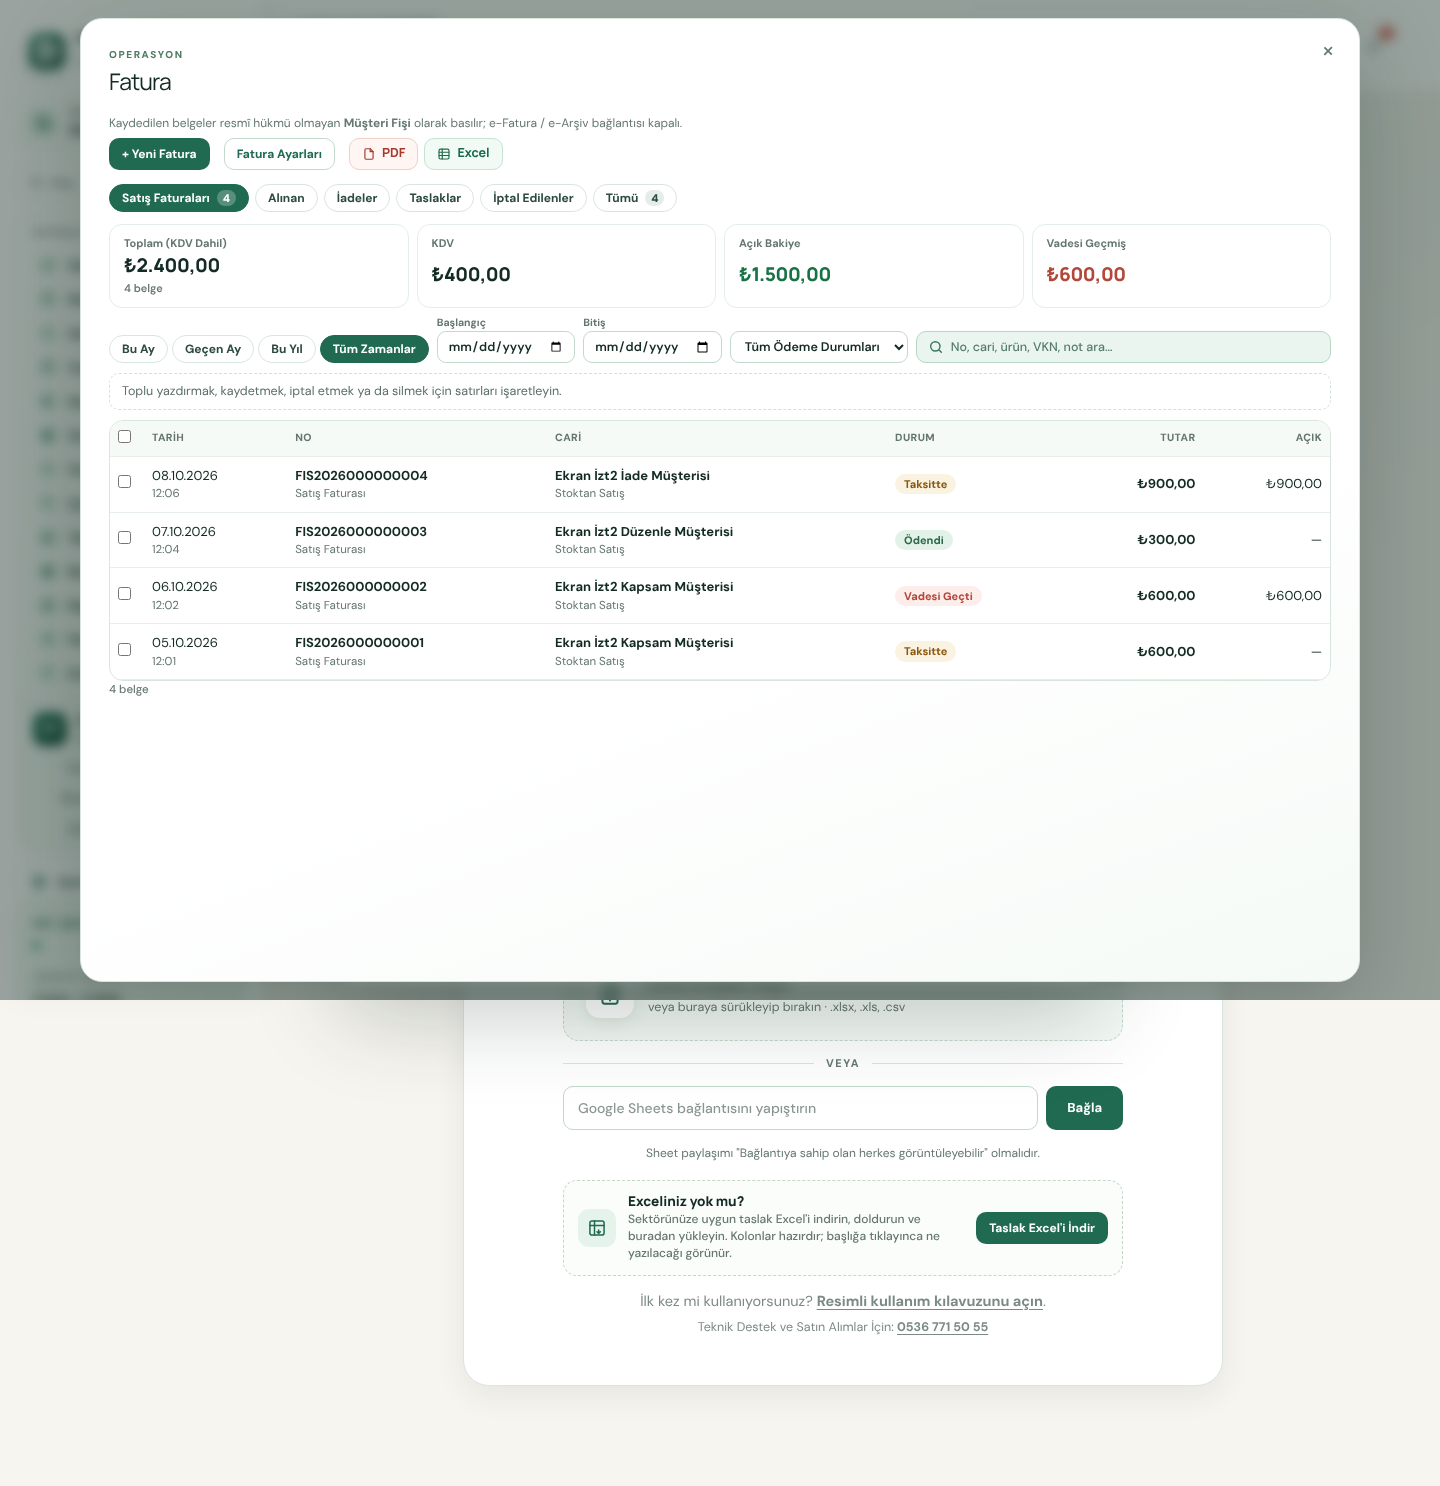 OPERASYON
Fatura
×
Kaydedilen belgeler resmî hükmü olmayan Müşteri Fişi olarak basılır; e-Fatura / e-Arşiv bağlantısı kapalı.
+ Yeni Fatura
Fatura Ayarları
PDF
Excel
Satış Faturaları 4
Alınan
İadeler
Taslaklar
İptal Edilenler
Tümü 4
Toplam (KDV Dahil)
₺2.400,00
4 belge
KDV
₺400,00
Açık Bakiye
₺1.500,00
Vadesi Geçmiş
₺600,00
Bu Ay
Geçen Ay
Bu Yıl
Tüm Zamanlar
Başlangıç
mm/dd/yyyy
Bitiş
mm/dd/yyyy
Tüm Ödeme Durumları
No, cari, ürün, VKN, not ara...
Toplu yazdırmak, kaydetmek, iptal etmek ya da silmek için satırları işaretleyin.
TARİH NO CARİ DURUM TUTAR AÇIK
08.10.2026 FIS2026000000004 Ekran İzt2 İade Müşterisi Taksitte ₺900,00 ₺900,00
12:06 Satış Faturası Stoktan Satış
07.10.2026 FIS2026000000003 Ekran İzt2 Düzenle Müşterisi Ödendi ₺300,00 —
12:04 Satış Faturası Stoktan Satış
06.10.2026 FIS2026000000002 Ekran İzt2 Kapsam Müşterisi Vadesi Geçti ₺600,00 ₺600,00
12:02 Satış Faturası Stoktan Satış
05.10.2026 FIS2026000000001 Ekran İzt2 Kapsam Müşterisi Taksitte ₺600,00 —
12:01 Satış Faturası Stoktan Satış
4 belge
veya buraya sürükleyip bırakın · .xlsx, .xls, .csv
VEYA
Google Sheets bağlantısını yapıştırın
Bağla
Sheet paylaşımı "Bağlantıya sahip olan herkes görüntüleyebilir" olmalıdır.
Exceliniz yok mu?
Sektörünüze uygun taslak Excel'i indirin, doldurun ve
buradan yükleyin. Kolonlar hazırdır; başlığa tıklayınca ne
yazılacağı görünür.
Taslak Excel'i İndir
İlk kez mi kullanıyorsunuz? Resimli kullanım kılavuzunu açın.
Teknik Destek ve Satın Alımlar İçin: 0536 771 50 55